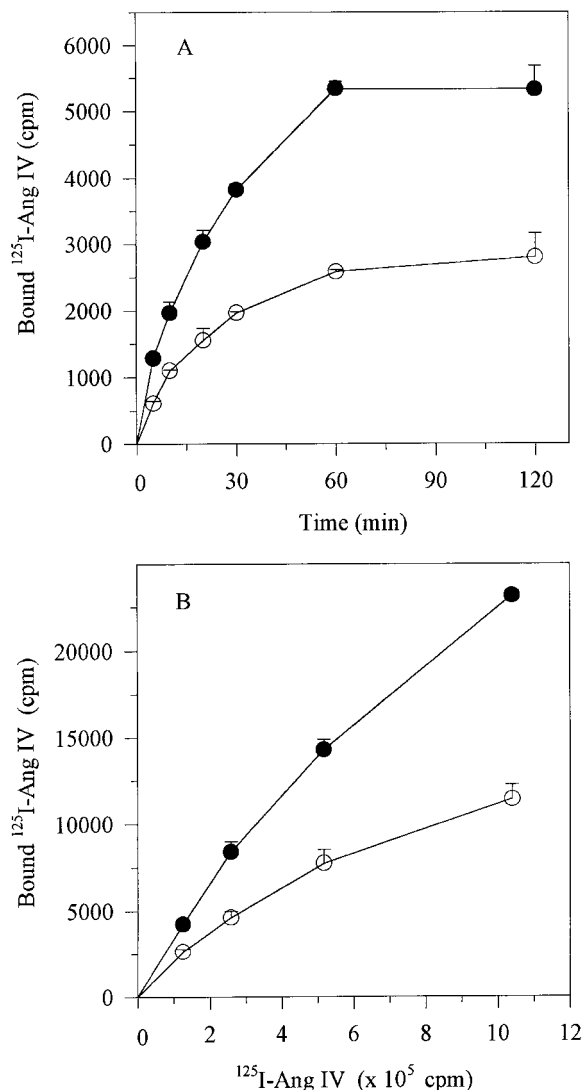 A
6000
5000
4000
3000
2000
1000
0
Bound ¹²⁵I-Ang IV (cpm)
0 30 60 90 120
Time (min)
B
20000
15000
10000
5000
0
Bound ¹²⁵I-Ang IV (cpm)
0 2 4 6 8 10 12
¹²⁵I-Ang IV (x 10⁵ cpm)